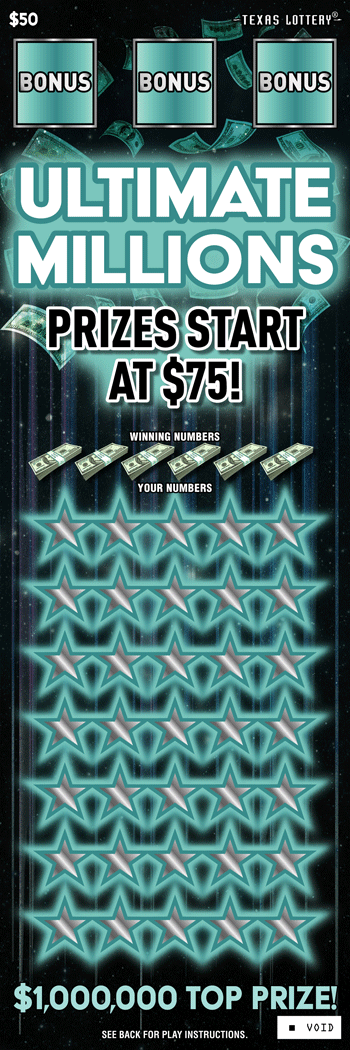 $50
TEXAS LOTTERY®
BONUS BONUS BONUS
ULTIMATE
MILLIONS
PRIZES START
AT $75!
WINNING NUMBERS
YOUR NUMBERS
$1,000,000 TOP PRIZE!
SEE BACK FOR PLAY INSTRUCTIONS.
VOID